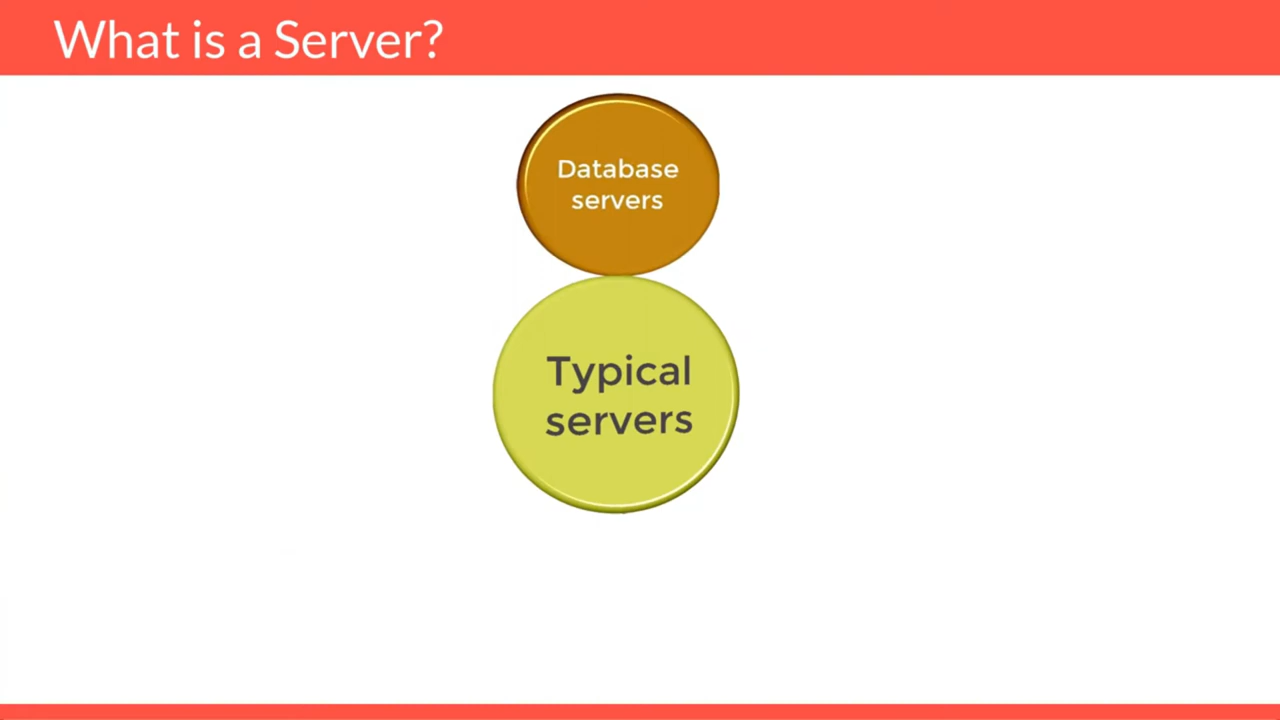 What is a Server?
Database
servers
Typical
servers